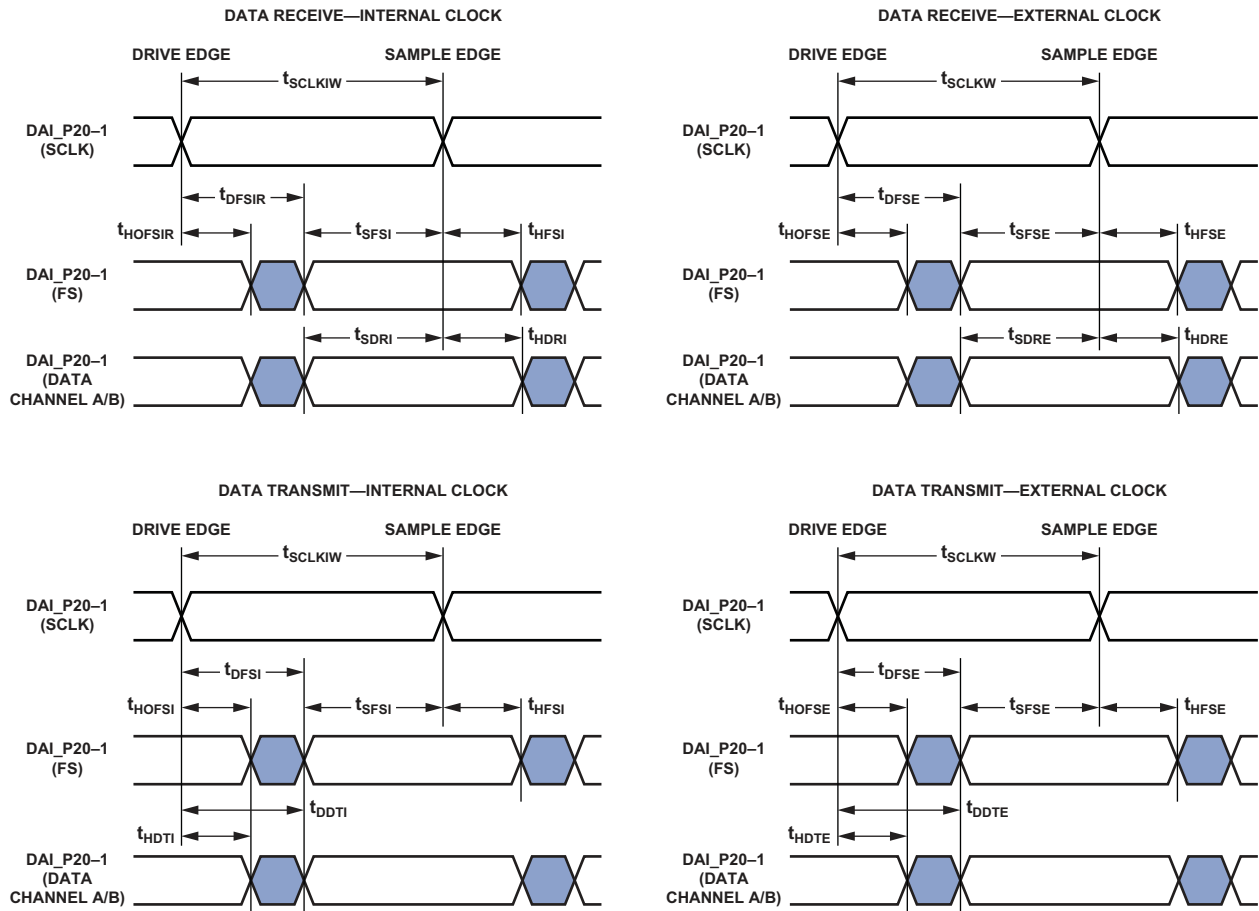 DATA RECEIVE—INTERNAL CLOCK
DRIVE EDGE
SAMPLE EDGE
tSCLKIW
DAI_P20–1
(SCLK)
tDFSIR
tHOFSIR
tSFSI
tHFSI
DAI_P20–1
(FS)
tSDRI
tHDRI
DAI_P20–1
(DATA
CHANNEL A/B)
DATA RECEIVE—EXTERNAL CLOCK
DRIVE EDGE
SAMPLE EDGE
tSCLKW
DAI_P20–1
(SCLK)
tDFSE
tHOFSE
tSFSE
tHFSE
DAI_P20–1
(FS)
tSDRE
tHDRE
DAI_P20–1
(DATA
CHANNEL A/B)
DATA TRANSMIT—INTERNAL CLOCK
DRIVE EDGE
SAMPLE EDGE
tSCLKIW
DAI_P20–1
(SCLK)
tDFSI
tHOFSI
tSFSI
tHFSI
DAI_P20–1
(FS)
tDDTI
tHDTI
DAI_P20–1
(DATA
CHANNEL A/B)
DATA TRANSMIT—EXTERNAL CLOCK
DRIVE EDGE
SAMPLE EDGE
tSCLKW
DAI_P20–1
(SCLK)
tDFSE
tHOFSE
tSFSE
tHFSE
DAI_P20–1
(FS)
tDDTE
tHDTE
DAI_P20–1
(DATA
CHANNEL A/B)